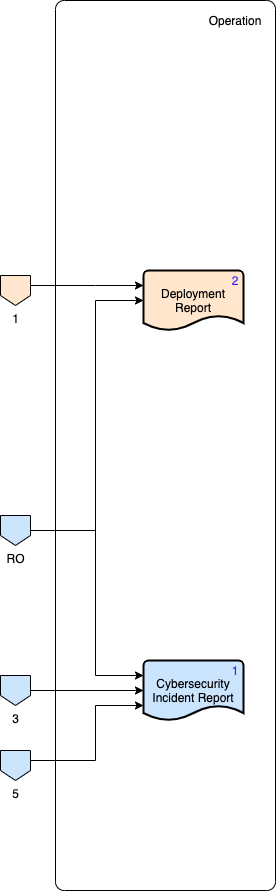 Operation
2
Deployment
Report
1
RO
1
Cybersecurity
Incident Report
3
5